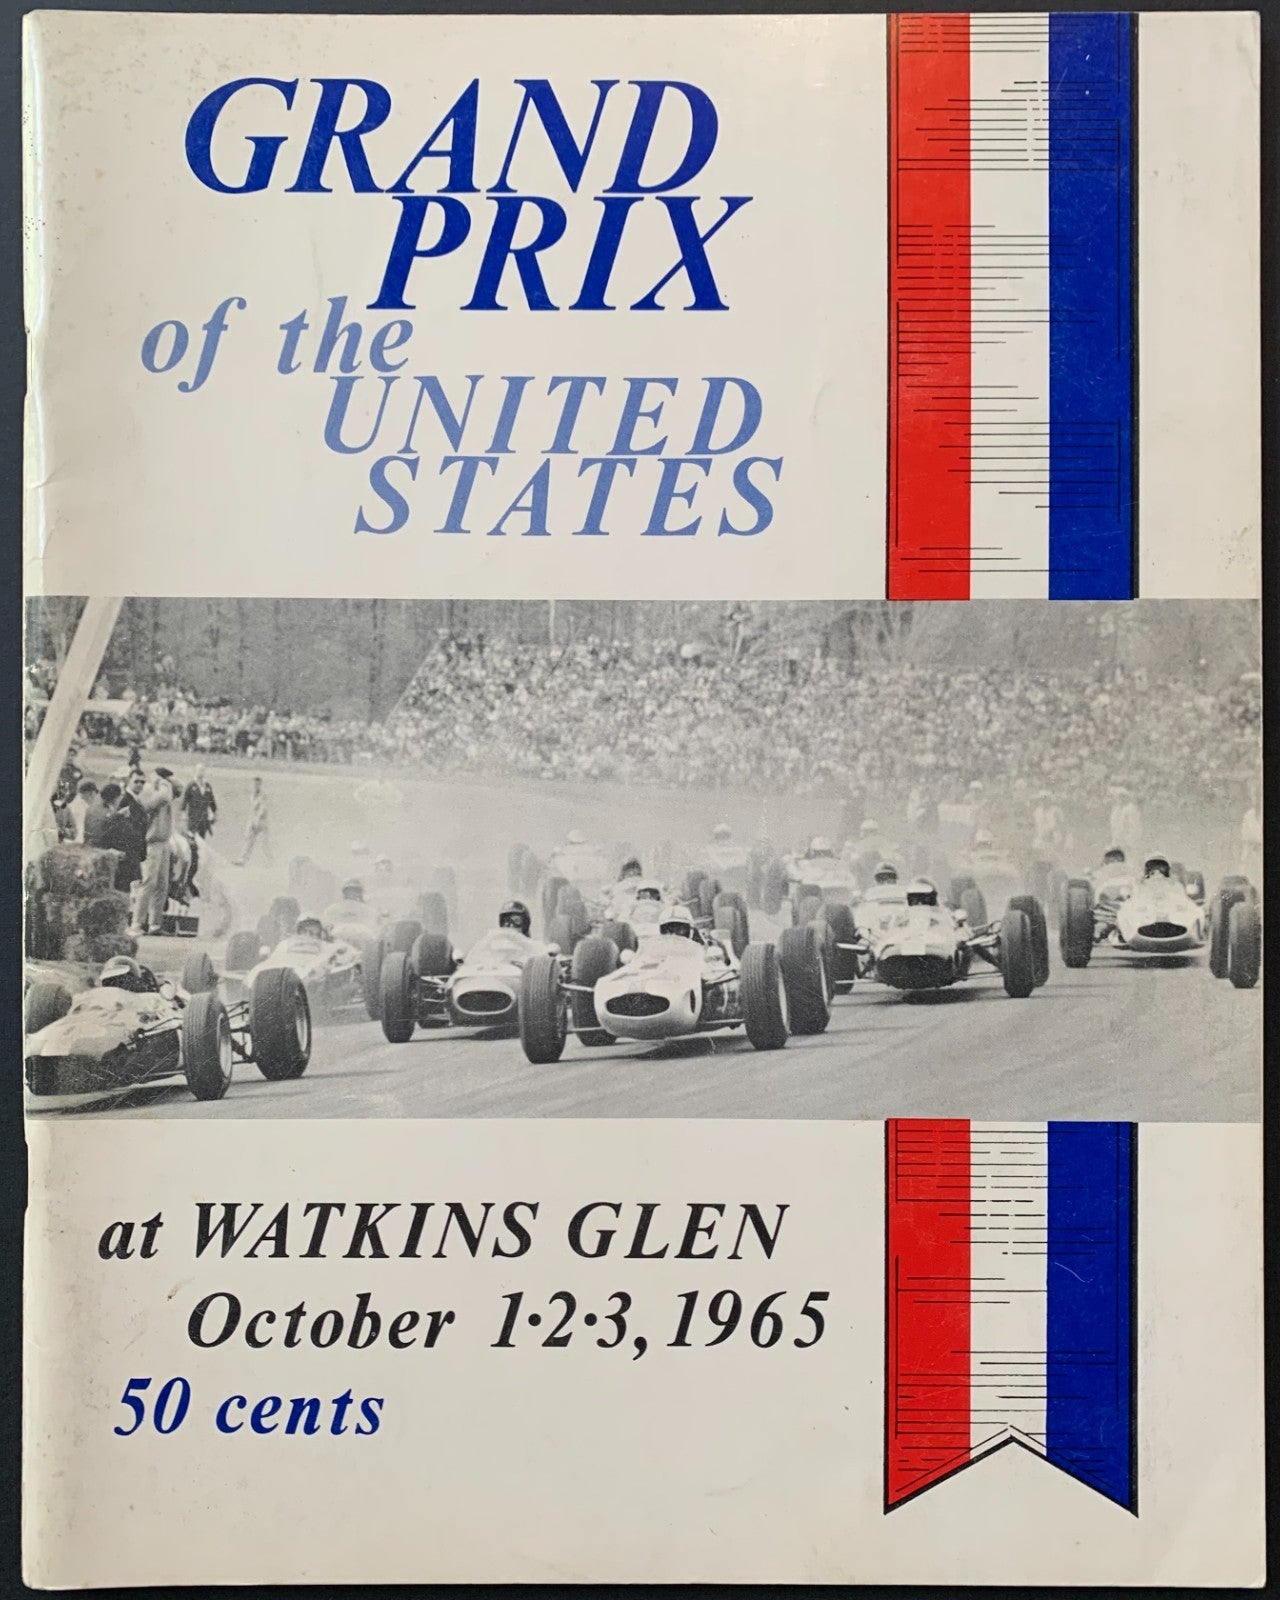 GRAND
PRIX
of the
UNITED
STATES
at WATKINS GLEN
October 1·2·3, 1965
50 cents